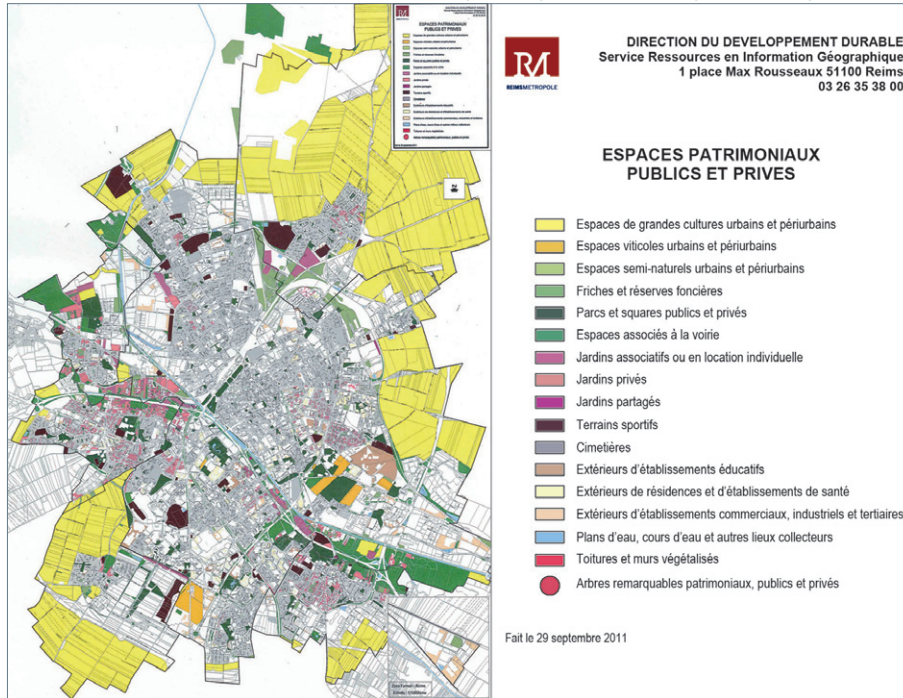 ESPACES PATRIMONIAUX
PUBLICS ET PRIVES
REIMSMETROPOLE
DIRECTION DU DEVELOPPEMENT DURABLE
Service Ressources en Information Géographique
1 place Max Rousseaux 51100 Reims
03 26 35 38 00
ESPACES PATRIMONIAUX
PUBLICS ET PRIVES
Espaces de grandes cultures urbains et périurbains
Espaces viticoles urbains et périurbains
Espaces semi-naturels urbains et périurbains
Friches et réserves foncières
Parcs et squares publics et privés
Espaces associés à la voirie
Jardins associatifs ou en location individuelle
Jardins privés
Jardins partagés
Terrains sportifs
Cimetières
Extérieurs d'établissements éducatifs
Extérieurs de résidences et d'établissements de santé
Extérieurs d'établissements commerciaux, industriels et tertiaires
Plans d'eau, cours d'eau et autres lieux collecteurs
Toitures et murs végétalisés
Arbres remarquables patrimoniaux, publics et privés
Fait le 29 septembre 2011